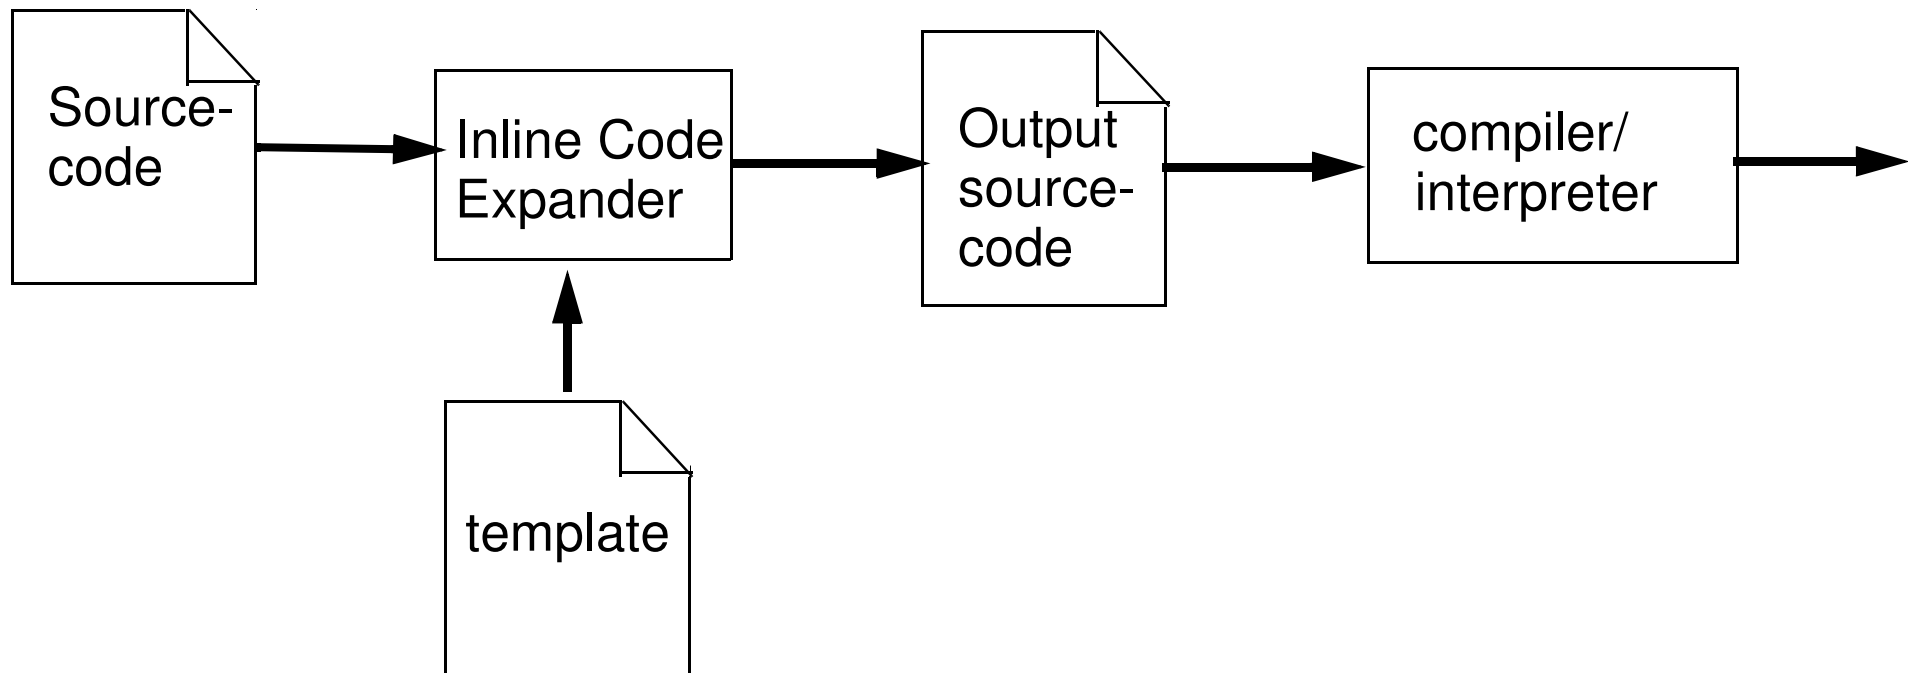 Source-
code
Inline Code
Expander
Output
source-
code
compiler/
interpreter
template